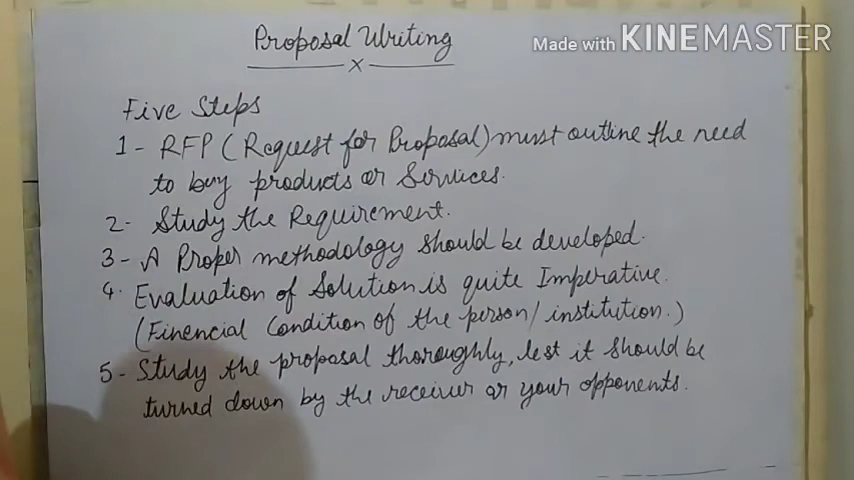 Proposal Writing
Made with KINEMASTER
x
Five Steps
1- RFP (Request for Proposal) must outline the need
to buy products or Services.
2- Study the Requirement.
3- A Proper methodology should be developed.
4. Evaluation of Solution is quite Imperative.
(Finencial Condition of the person/institution.)
5- Study the proposal thoroughly, lest it should be
turned down by the receiver or your opponents.